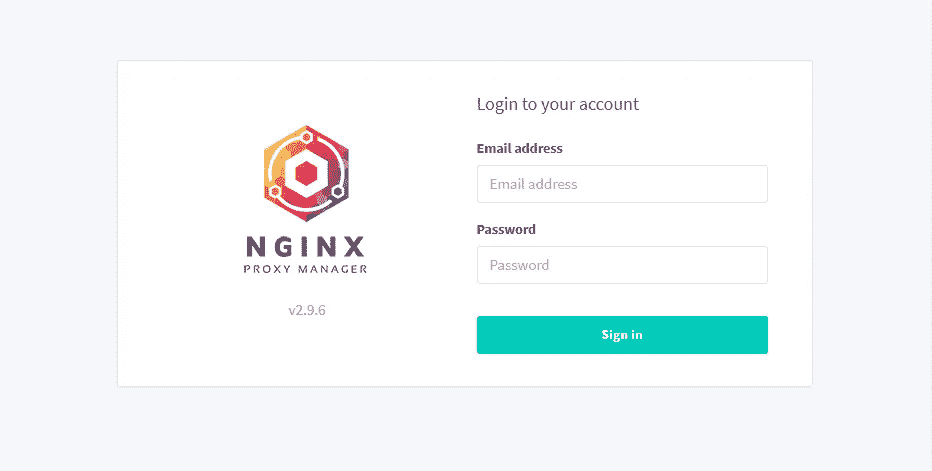 NGINX
PROXY MANAGER
v2.9.6
Login to your account
Email address
Email address
Password
Password
Sign in